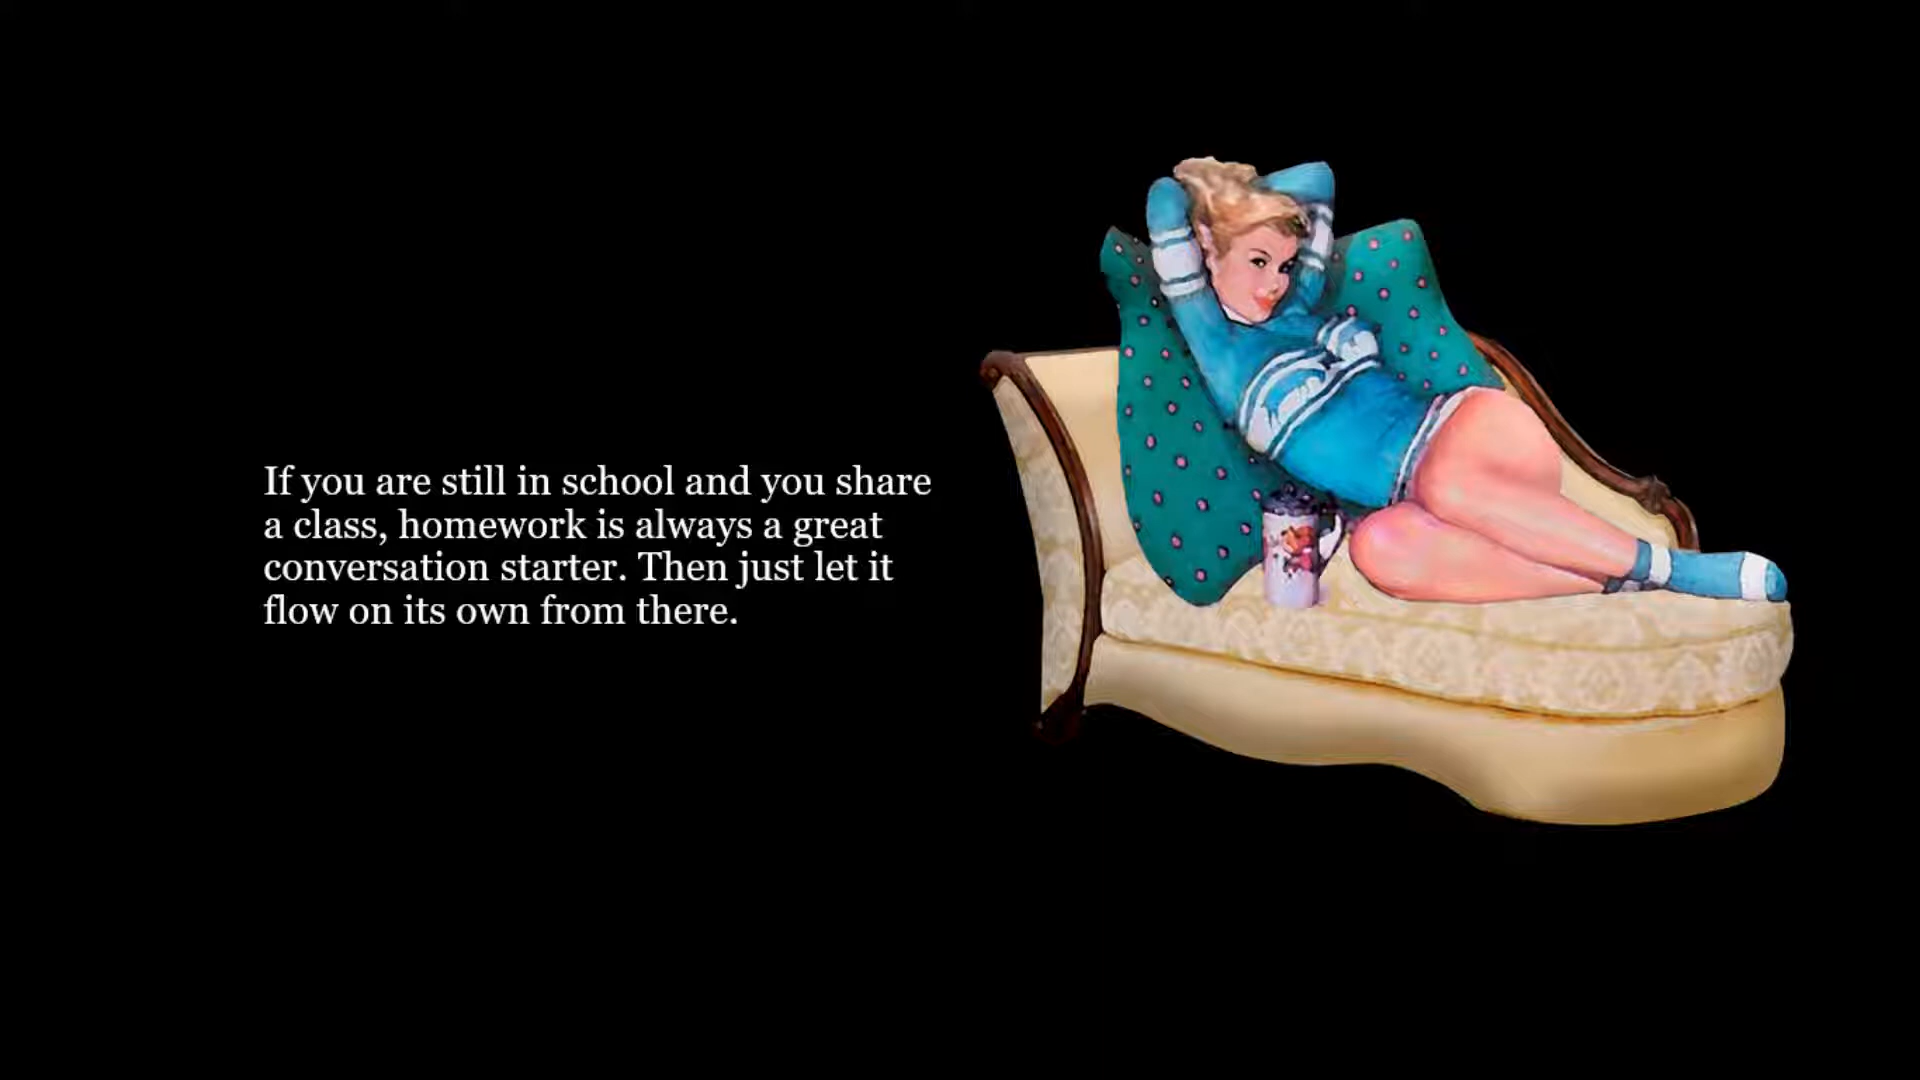 If you are still in school and you share
a class, homework is always a great
conversation starter. Then just let it
flow on its own from there.